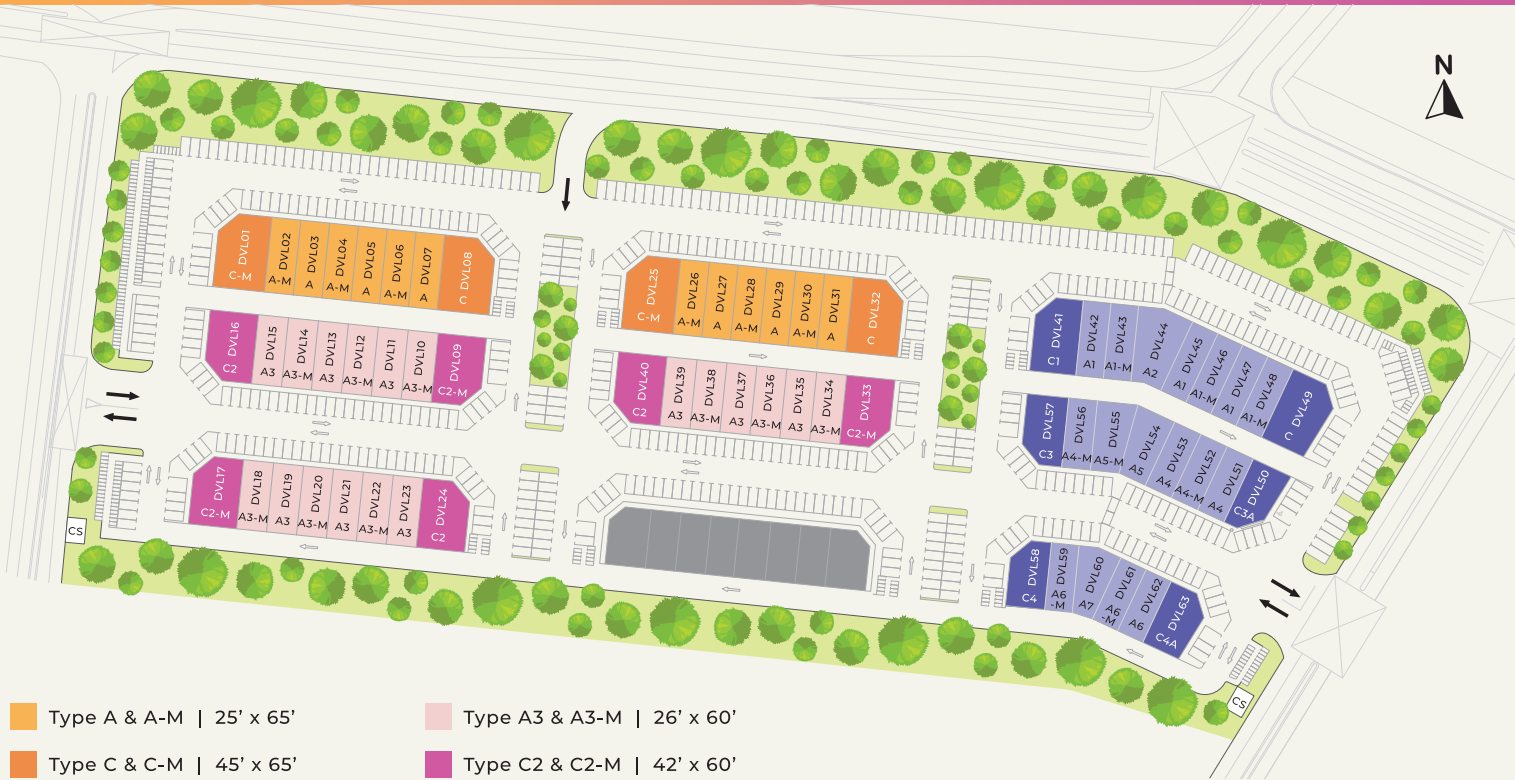 N
DVL01
C-M
DVL02
A-M
DVL03
A
DVL04
A-M
DVL05
A
DVL06
A-M
DVL07
A
DVL08
C
DVL25
C-M
DVL26
A-M
DVL27
A
DVL28
A-M
DVL29
A
DVL30
A-M
DVL31
A
DVL32
C
DVL41
C1
DVL42
A1
DVL43
A1-M
DVL44
A2
DVL45
A1
DVL46
A1-M
DVL47
A1
DVL48
A1-M
DVL49
C
DVL16
C2
DVL15
A3
DVL14
A3-M
DVL13
A3
DVL12
A3-M
DVL11
A3
DVL10
A3-M
DVL09
C2-M
DVL40
C2
DVL39
A3
DVL38
A3-M
DVL37
A3
DVL36
A3-M
DVL35
A3
DVL34
A3-M
DVL33
C2-M
DVL57
C3
DVL56
A4-M
DVL55
A5-M
DVL54
A5
DVL53
A4
DVL52
A4-M
DVL51
A4
DVL50
C3A
DVL17
C2-M
DVL18
A3-M
DVL19
A3
DVL20
A3-M
DVL21
A3
DVL22
A3-M
DVL23
A3
DVL24
C2
DVL58
C4
DVL59
A6
-M
DVL60
A7
DVL61
A6
-M
DVL62
A6
DVL63
C4A
CS
CS
Type A & A-M | 25’ x 65’
Type A3 & A3-M | 26’ x 60’
Type C & C-M | 45’ x 65’
Type C2 & C2-M | 42’ x 60’